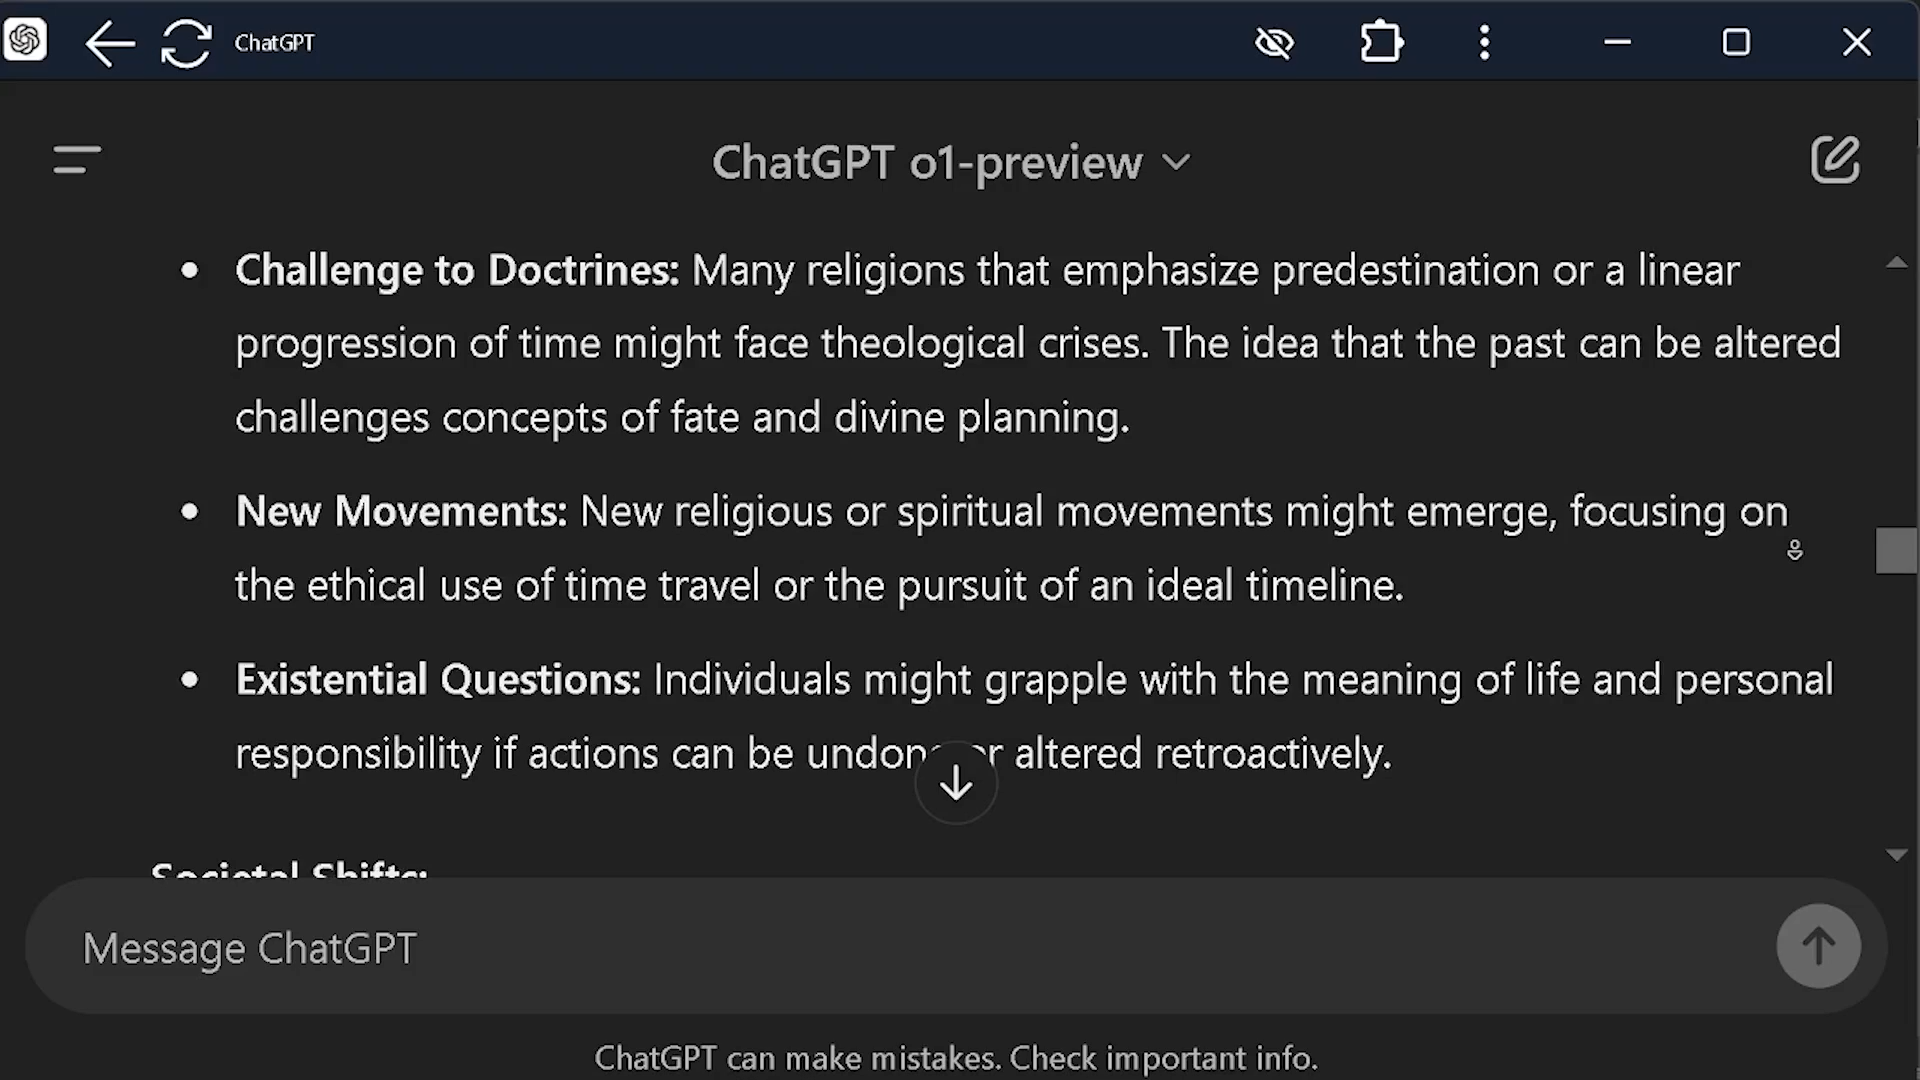 ChatGPT
ChatGPT o1-preview
• Challenge to Doctrines: Many religions that emphasize predestination or a linear
progression of time might face theological crises. The idea that the past can be altered
challenges concepts of fate and divine planning.
• New Movements: New religious or spiritual movements might emerge, focusing on
the ethical use of time travel or the pursuit of an ideal timeline.
• Existential Questions: Individuals might grapple with the meaning of life and personal
responsibility if actions can be undone or altered retroactively.
Societal Shifts:
Message ChatGPT
ChatGPT can make mistakes. Check important info.